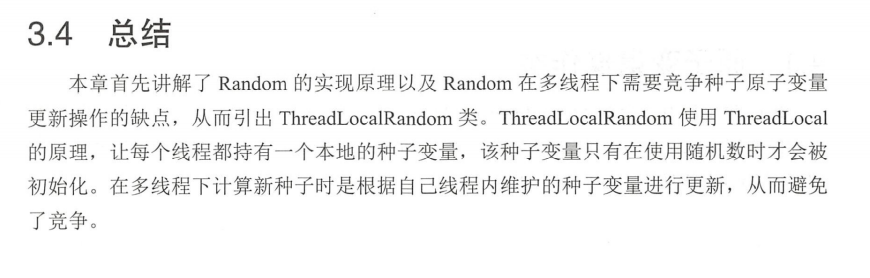 3.4 总结
本章首先讲解了 Random 的实现原理以及 Random 在多线程下需要竞争种子原子变量
更新操作的缺点，从而引出 ThreadLocalRandom 类。ThreadLocalRandom 使用 ThreadLocal
的原理，让每个线程都持有一个本地的种子变量，该种子变量只有在使用随机数时才会被
初始化。在多线程下计算新种子时是根据自己线程内维护的种子变量进行更新，从而避免
了竞争。